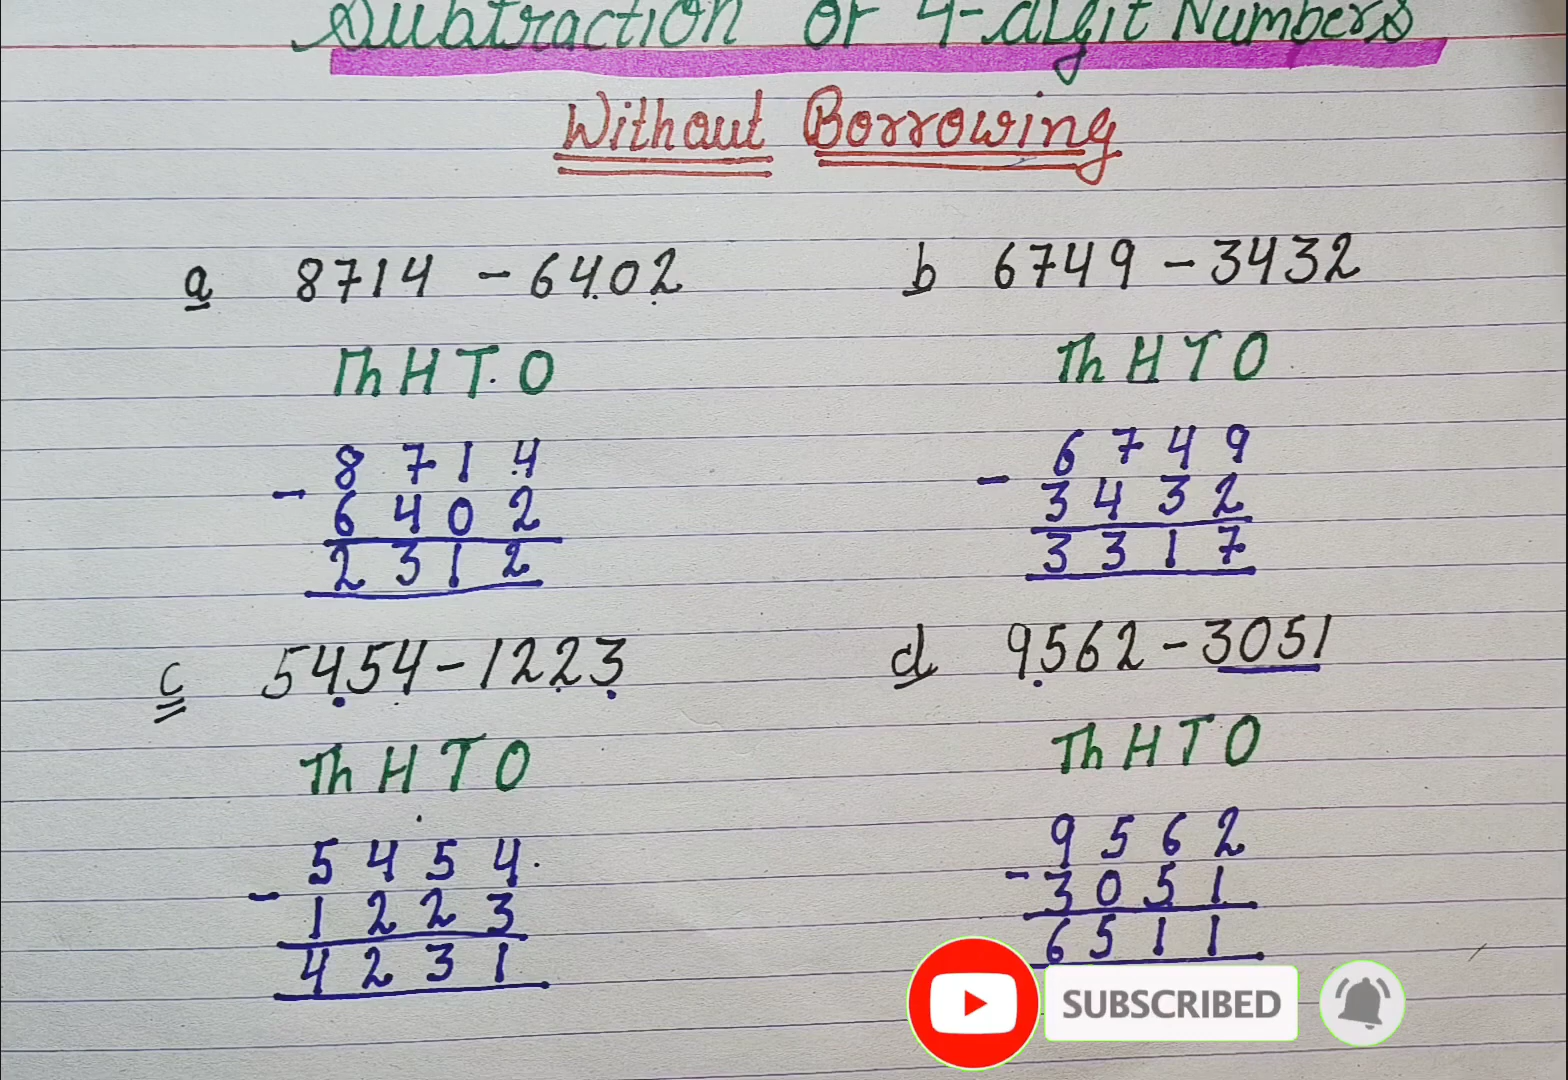 Subtraction of 4-digit Numbers
Without Borrowing
a 8714 - 6402
b 6749 - 3432
Th H T O
Th H T O
8 7 1 4
- 6 4 0 2
2 3 1 2
6 7 4 9
- 3 4 3 2
3 3 1 7
c 5454 - 1223
d 9562 - 3051
Th H T O
Th H T O
5 4 5 4
- 1 2 2 3
4 2 3 1
9 5 6 2
- 3 0 5 1
6 5 1 1
SUBSCRIBED